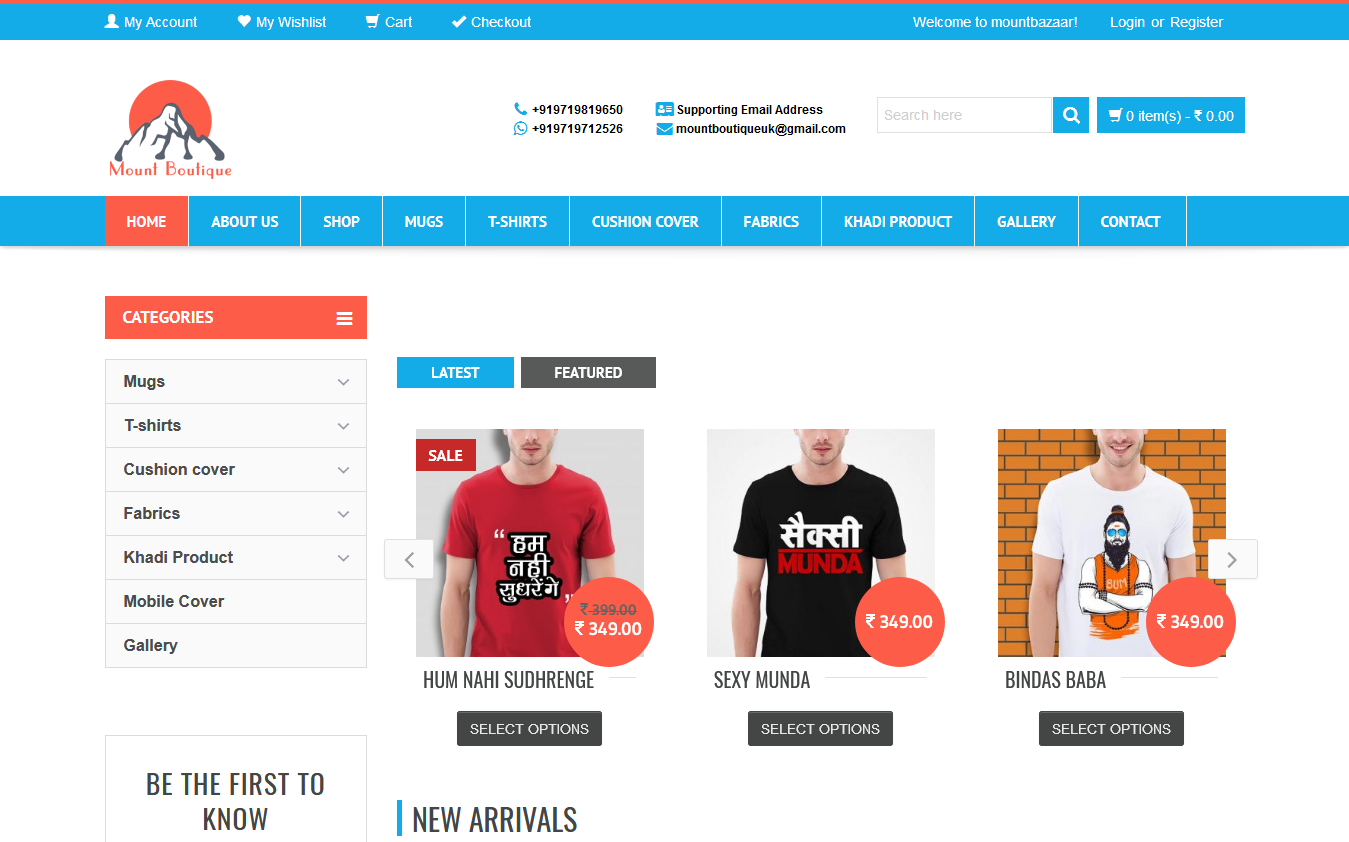 My Account My Wishlist Cart Checkout Welcome to mountbazaar! Login or Register
Mount Boutique
+919719819650
+919719712526
Supporting Email Address
mountboutiqueuk@gmail.com
Search here
0 item(s) - ₹ 0.00
HOME ABOUT US SHOP MUGS T-SHIRTS CUSHION COVER FABRICS KHADI PRODUCT GALLERY CONTACT
CATEGORIES
Mugs
T-shirts
Cushion cover
Fabrics
Khadi Product
Mobile Cover
Gallery
BE THE FIRST TO
KNOW
LATEST FEATURED
SALE
“ हम
नही
सुधरेंगे ”
₹ 399.00
₹ 349.00
HUM NAHI SUDHRENGE
SELECT OPTIONS
सैक्सी
MUNDA
₹ 349.00
SEXY MUNDA
SELECT OPTIONS
BUM
₹ 349.00
BINDAS BABA
SELECT OPTIONS
NEW ARRIVALS